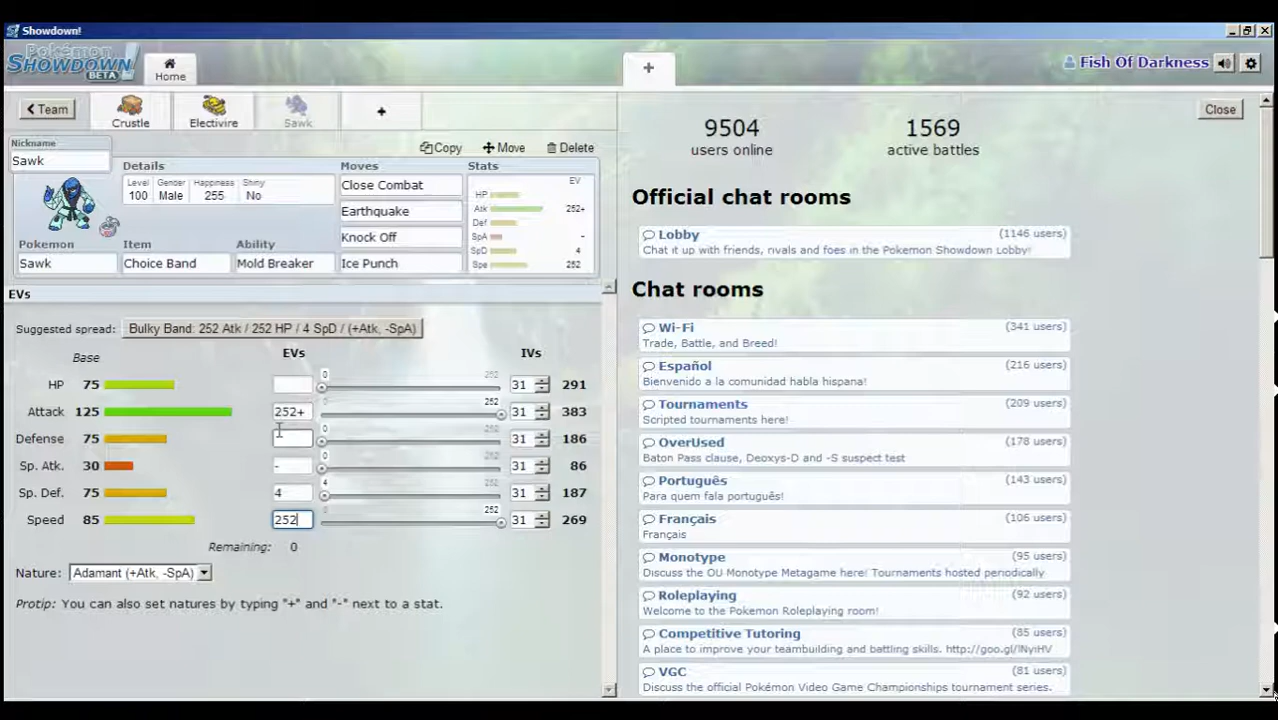 Showdown!
Pokémon
SHOWDOWN!
BETA
Home
+
Fish Of Darkness
Team
Crustle
Electivire
Sawk
+
Close
Nickname
Sawk
Copy
Move
Delete
Details
Level Gender Happiness Shiny
100 Male 255 No
Moves
Close Combat
Earthquake
Knock Off
Ice Punch
Stats
EV
HP
Atk 252+
Def
SpA -
SpD 4
Spe 252
Pokemon
Sawk
Item
Choice Band
Ability
Mold Breaker
EVs
Suggested spread: Bulky Band: 252 Atk / 252 HP / 4 SpD / (+Atk, -SpA)
Base EVs IVs
HP 75 0 252 31 291
Attack 125 252+ 252 31 383
Defense 75 0 252 31 186
Sp. Atk. 30 - 0 252 31 86
Sp. Def. 75 4 4 252 31 187
Speed 85 252 0 252 31 269
Remaining: 0
Nature: Adamant (+Atk, -SpA)
Protip: You can also set natures by typing "+" and "-" next to a stat.
9504 1569
users online active battles
Official chat rooms
Lobby (1146 users)
Chat it up with friends, rivals and foes in the Pokemon Showdown Lobby!
Chat rooms
Wi-Fi (341 users)
Trade, Battle, and Breed!
Español (216 users)
Bienvenido a la comunidad habla hispana!
Tournaments (209 users)
Scripted tournaments here!
OverUsed (178 users)
Baton Pass clause, Deoxys-D and -S suspect test
Português (143 users)
Para quem fala português!
Français (106 users)
Français
Monotype (95 users)
Discuss the OU Monotype Metagame here! Tournaments hosted periodically
Roleplaying (92 users)
Welcome to the Pokemon Roleplaying room!
Competitive Tutoring (85 users)
A place to improve your teambuilding and battling skills. http://goo.gl/lNyiHV
VGC (81 users)
Discuss the official Pokémon Video Game Championships tournament series.